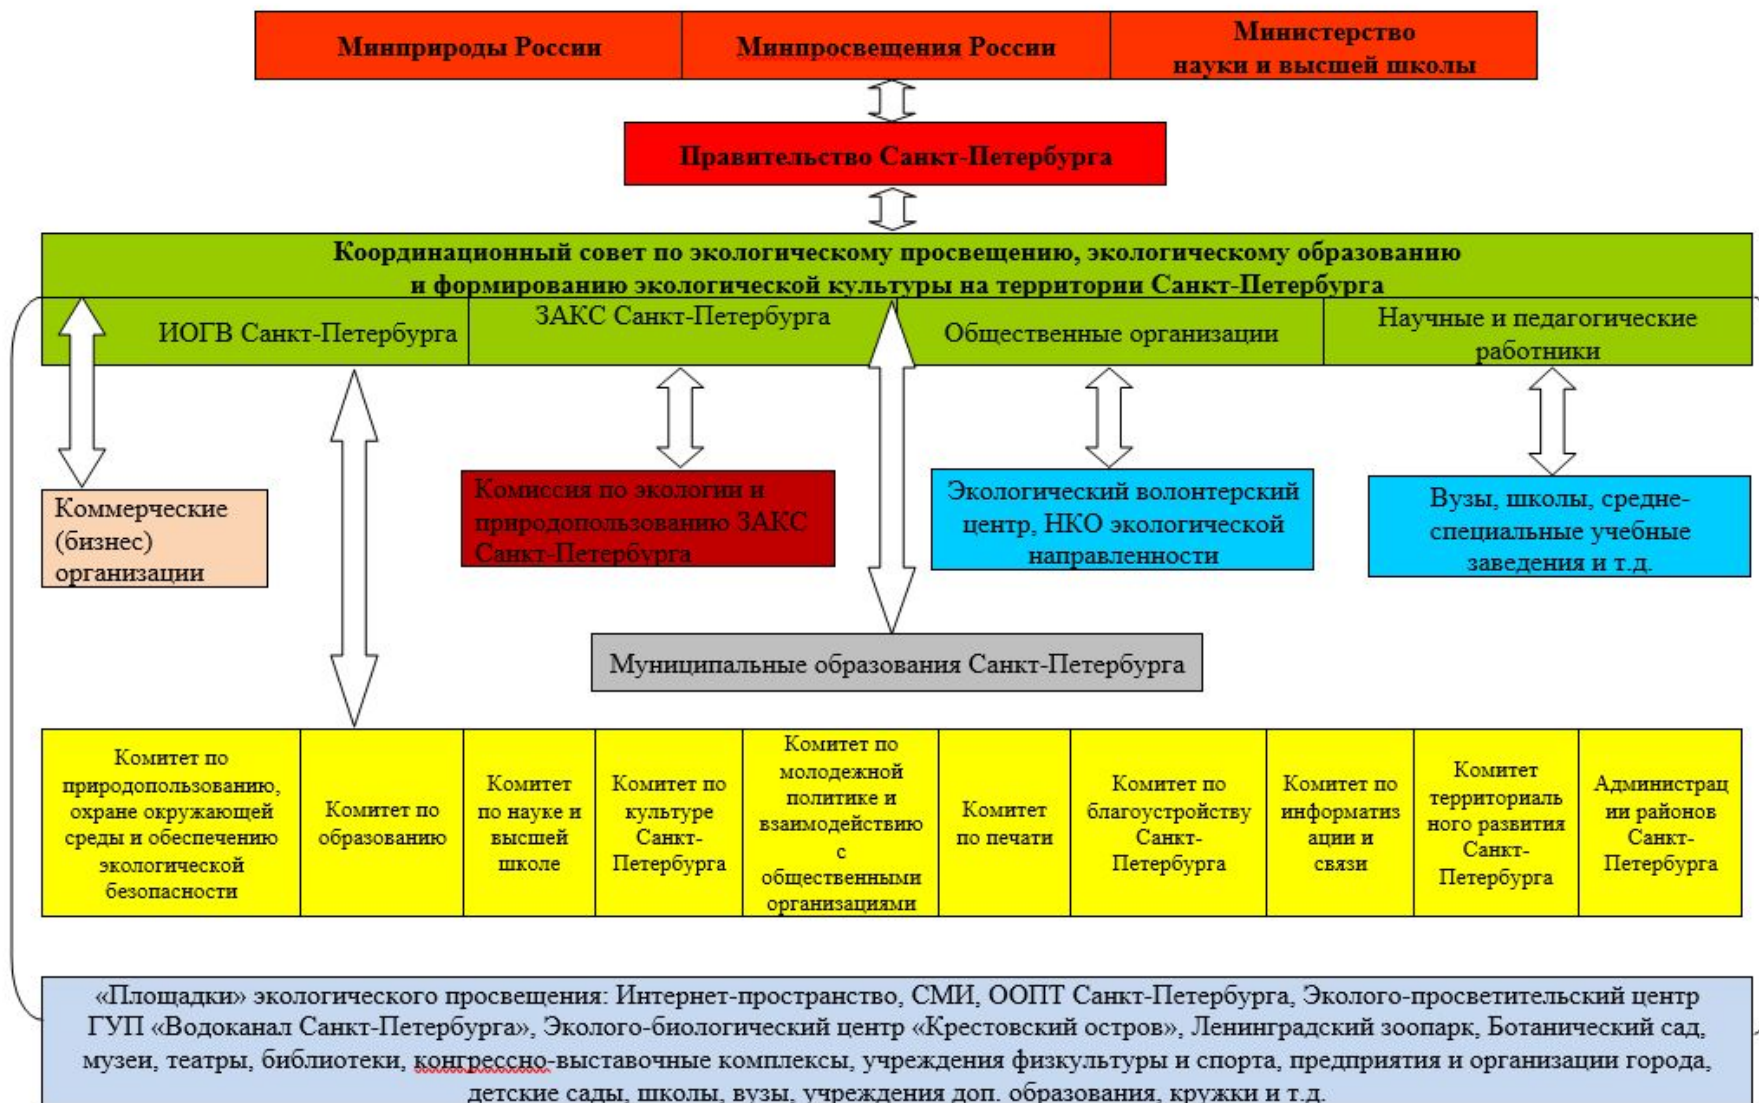 Минприроды России
Минпросвещения России
Министерство
науки и высшей школы
Правительство Санкт-Петербурга
Координационный совет по экологическому просвещению, экологическому образованию
и формированию экологической культуры на территории Санкт-Петербурга
ИОГВ Санкт-Петербурга
ЗАКС Санкт-Петербурга
Общественные организации
Научные и педагогические
работники
Коммерческие
(бизнес)
организации
Комиссия по экологии и
природопользованию ЗАКС
Санкт-Петербурга
Экологический волонтерский
центр, НКО экологической
направленности
Вузы, школы, средне-
специальные учебные
заведения и т.д.
Муниципальные образования Санкт-Петербурга
Комитет по
природопользованию,
охране окружающей
среды и обеспечению
экологической
безопасности
Комитет по
образованию
Комитет
по науке и
высшей
школе
Комитет по
культуре
Санкт-
Петербурга
Комитет по
молодежной
политике и
взаимодействию
с
общественными
организациями
Комитет
по печати
Комитет по
благоустройству
Санкт-
Петербурга
Комитет по
информатиз
ации и
связи
Комитет
территориаль
ного развития
Санкт-
Петербурга
Администрац
ии районов
Санкт-
Петербурга
«Площадки» экологического просвещения: Интернет-пространство, СМИ, ООПТ Санкт-Петербурга, Эколого-просветительский центр
ГУП «Водоканал Санкт-Петербурга», Эколого-биологический центр «Крестовский остров», Ленинградский зоопарк, Ботанический сад,
музеи, театры, библиотеки, конгрессно-выставочные комплексы, учреждения физкультуры и спорта, предприятия и организации города,
детские сады, школы, вузы, учреждения доп. образования, кружки и т.д.